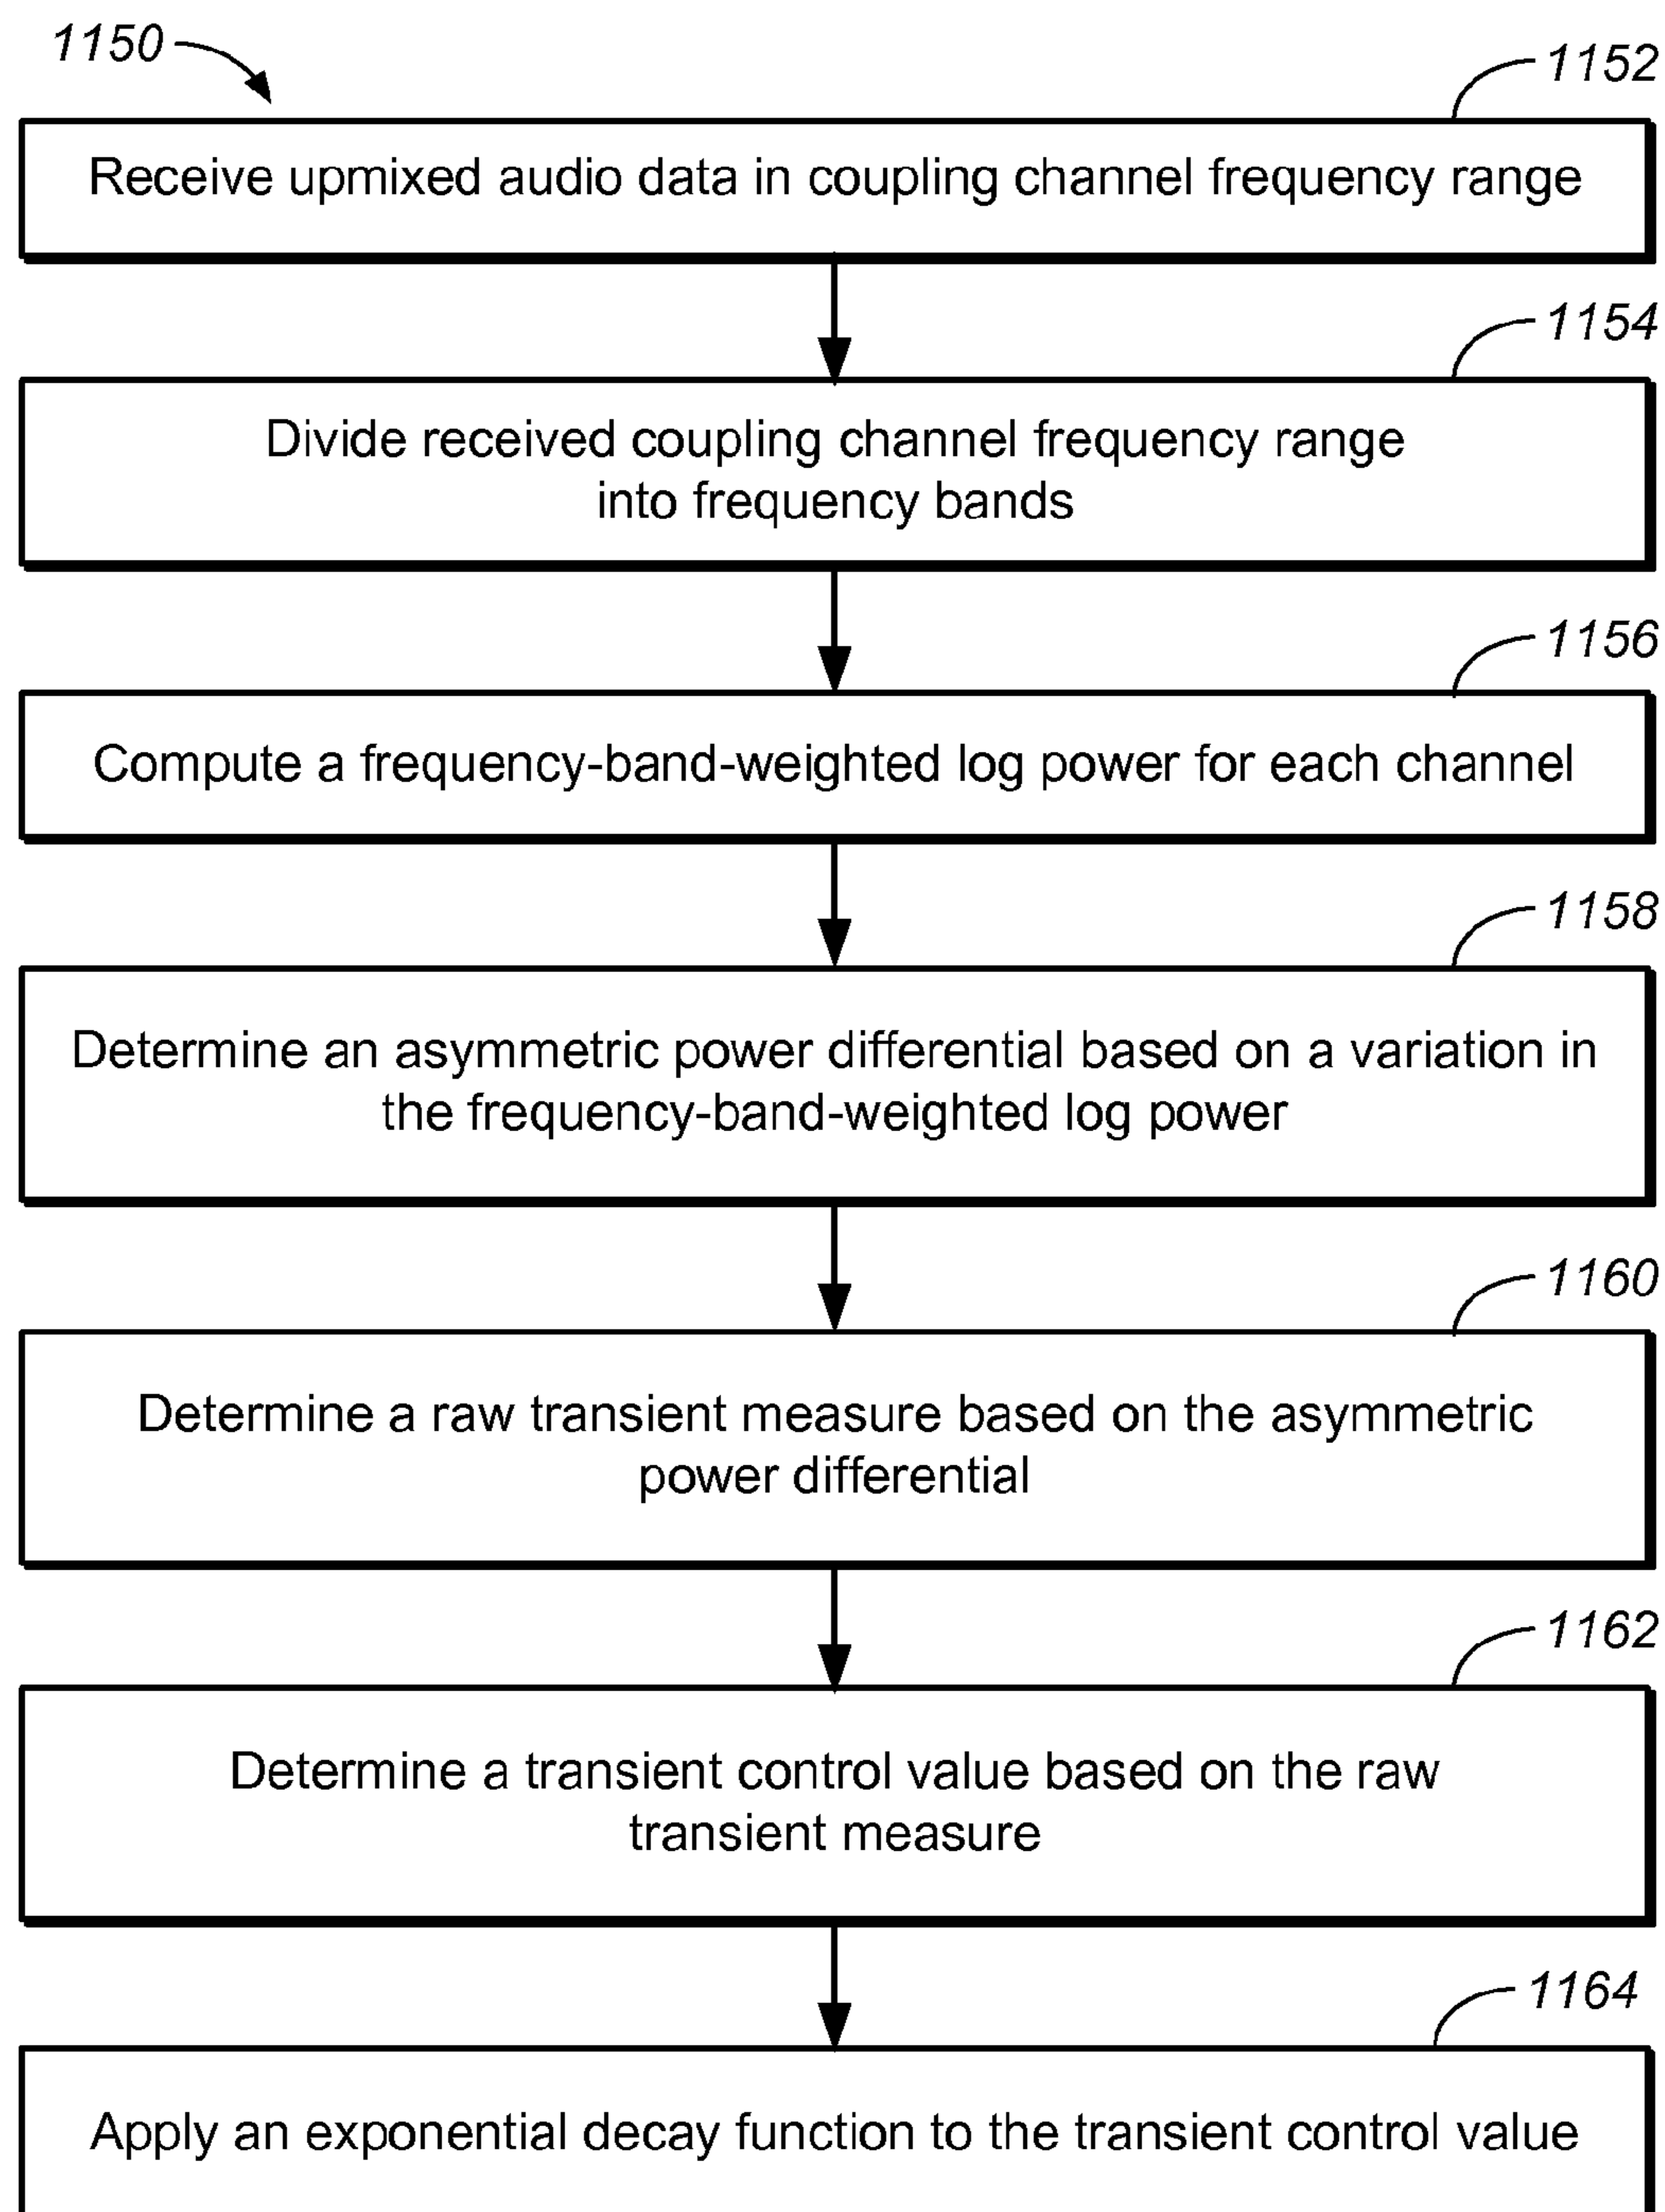 1150
1152
Receive upmixed audio data in coupling channel frequency range
1154
Divide received coupling channel frequency range
into frequency bands
1156
Compute a frequency-band-weighted log power for each channel
1158
Determine an asymmetric power differential based on a variation in
the frequency-band-weighted log power
1160
Determine a raw transient measure based on the asymmetric
power differential
1162
Determine a transient control value based on the raw
transient measure
1164
Apply an exponential decay function to the transient control value